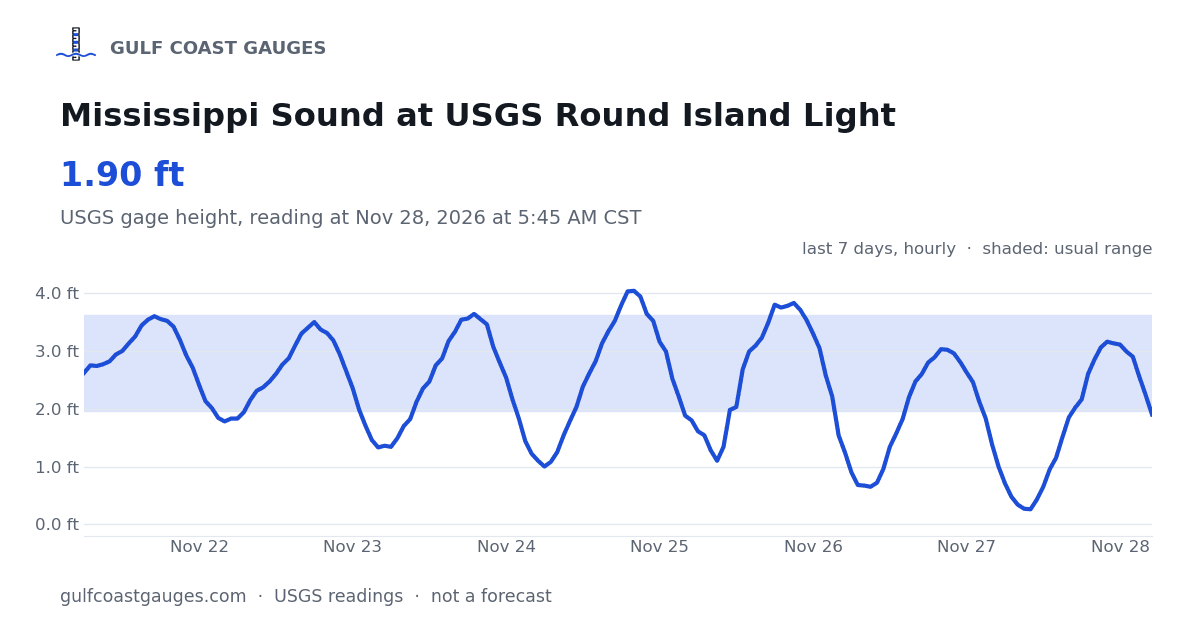 GULF COAST GAUGES
Mississippi Sound at USGS Round Island Light
1.90 ft
USGS gage height, reading at Nov 28, 2026 at 5:45 AM CST
last 7 days, hourly · shaded: usual range
4.0 ft
3.0 ft
2.0 ft
1.0 ft
0.0 ft
Nov 22 Nov 23 Nov 24 Nov 25 Nov 26 Nov 27 Nov 28
gulfcoastgauges.com · USGS readings · not a forecast